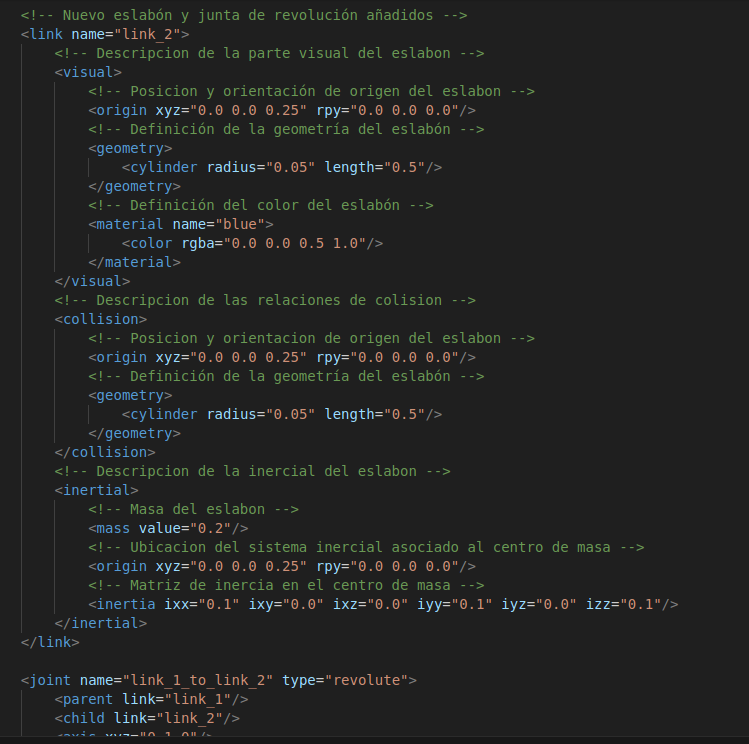 <!-- Nuevo eslabón y junta de revolución añadidos -->
<link name="link_2">
    <!-- Descripcion de la parte visual del eslabon -->
    <visual>
        <!-- Posicion y orientación de origen del eslabon -->
        <origin xyz="0.0 0.0 0.25" rpy="0.0 0.0 0.0"/>
        <!-- Definición de la geometría del eslabón -->
        <geometry>
            <cylinder radius="0.05" length="0.5"/>
        </geometry>
        <!-- Definición del color del eslabón -->
        <material name="blue">
            <color rgba="0.0 0.0 0.5 1.0"/>
        </material>
    </visual>
    <!-- Descripcion de las relaciones de colision -->
    <collision>
        <!-- Posicion y orientacion de origen del eslabon -->
        <origin xyz="0.0 0.0 0.25" rpy="0.0 0.0 0.0"/>
        <!-- Definición de la geometría del eslabón -->
        <geometry>
            <cylinder radius="0.05" length="0.5"/>
        </geometry>
    </collision>
    <!-- Descripcion de la inercial del eslabon -->
    <inertial>
        <!-- Masa del eslabon -->
        <mass value="0.2"/>
        <!-- Ubicacion del sistema inercial asociado al centro de masa -->
        <origin xyz="0.0 0.0 0.25" rpy="0.0 0.0 0.0"/>
        <!-- Matriz de inercia en el centro de masa -->
        <inertia ixx="0.1" ixy="0.0" ixz="0.0" iyy="0.1" iyz="0.0" izz="0.1"/>
    </inertial>
</link>

<joint name="link_1_to_link_2" type="revolute">
    <parent link="link_1"/>
    <child link="link_2"/>
    <axis xyz="0 1 0"/>